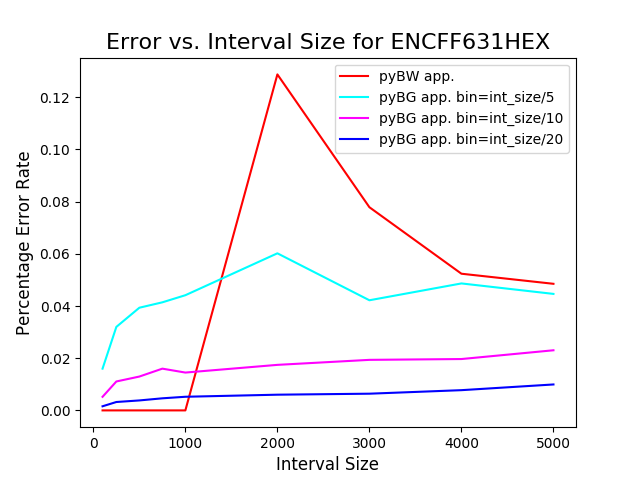 Error vs. Interval Size for ENCFF631HEX
pyBW app.
pyBG app. bin=int_size/5
pyBG app. bin=int_size/10
pyBG app. bin=int_size/20
Percentage Error Rate
0.12
0.10
0.08
0.06
0.04
0.02
0.00
0 1000 2000 3000 4000 5000
Interval Size